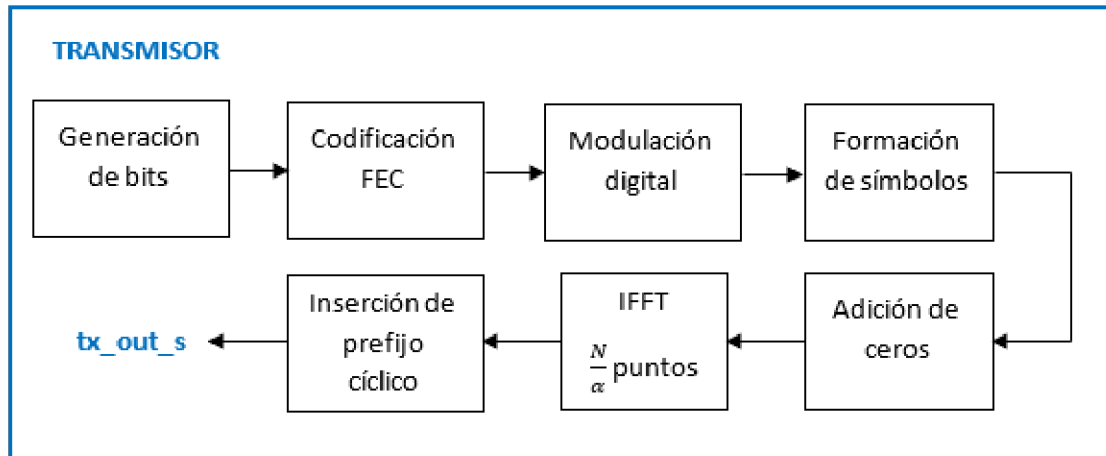 TRANSMISOR
Generación
de bits
Codificación
FEC
Modulación
digital
Formación
de símbolos
Adición de
ceros
IFFT
N/α puntos
Inserción de
prefijo
cíclico
tx_out_s